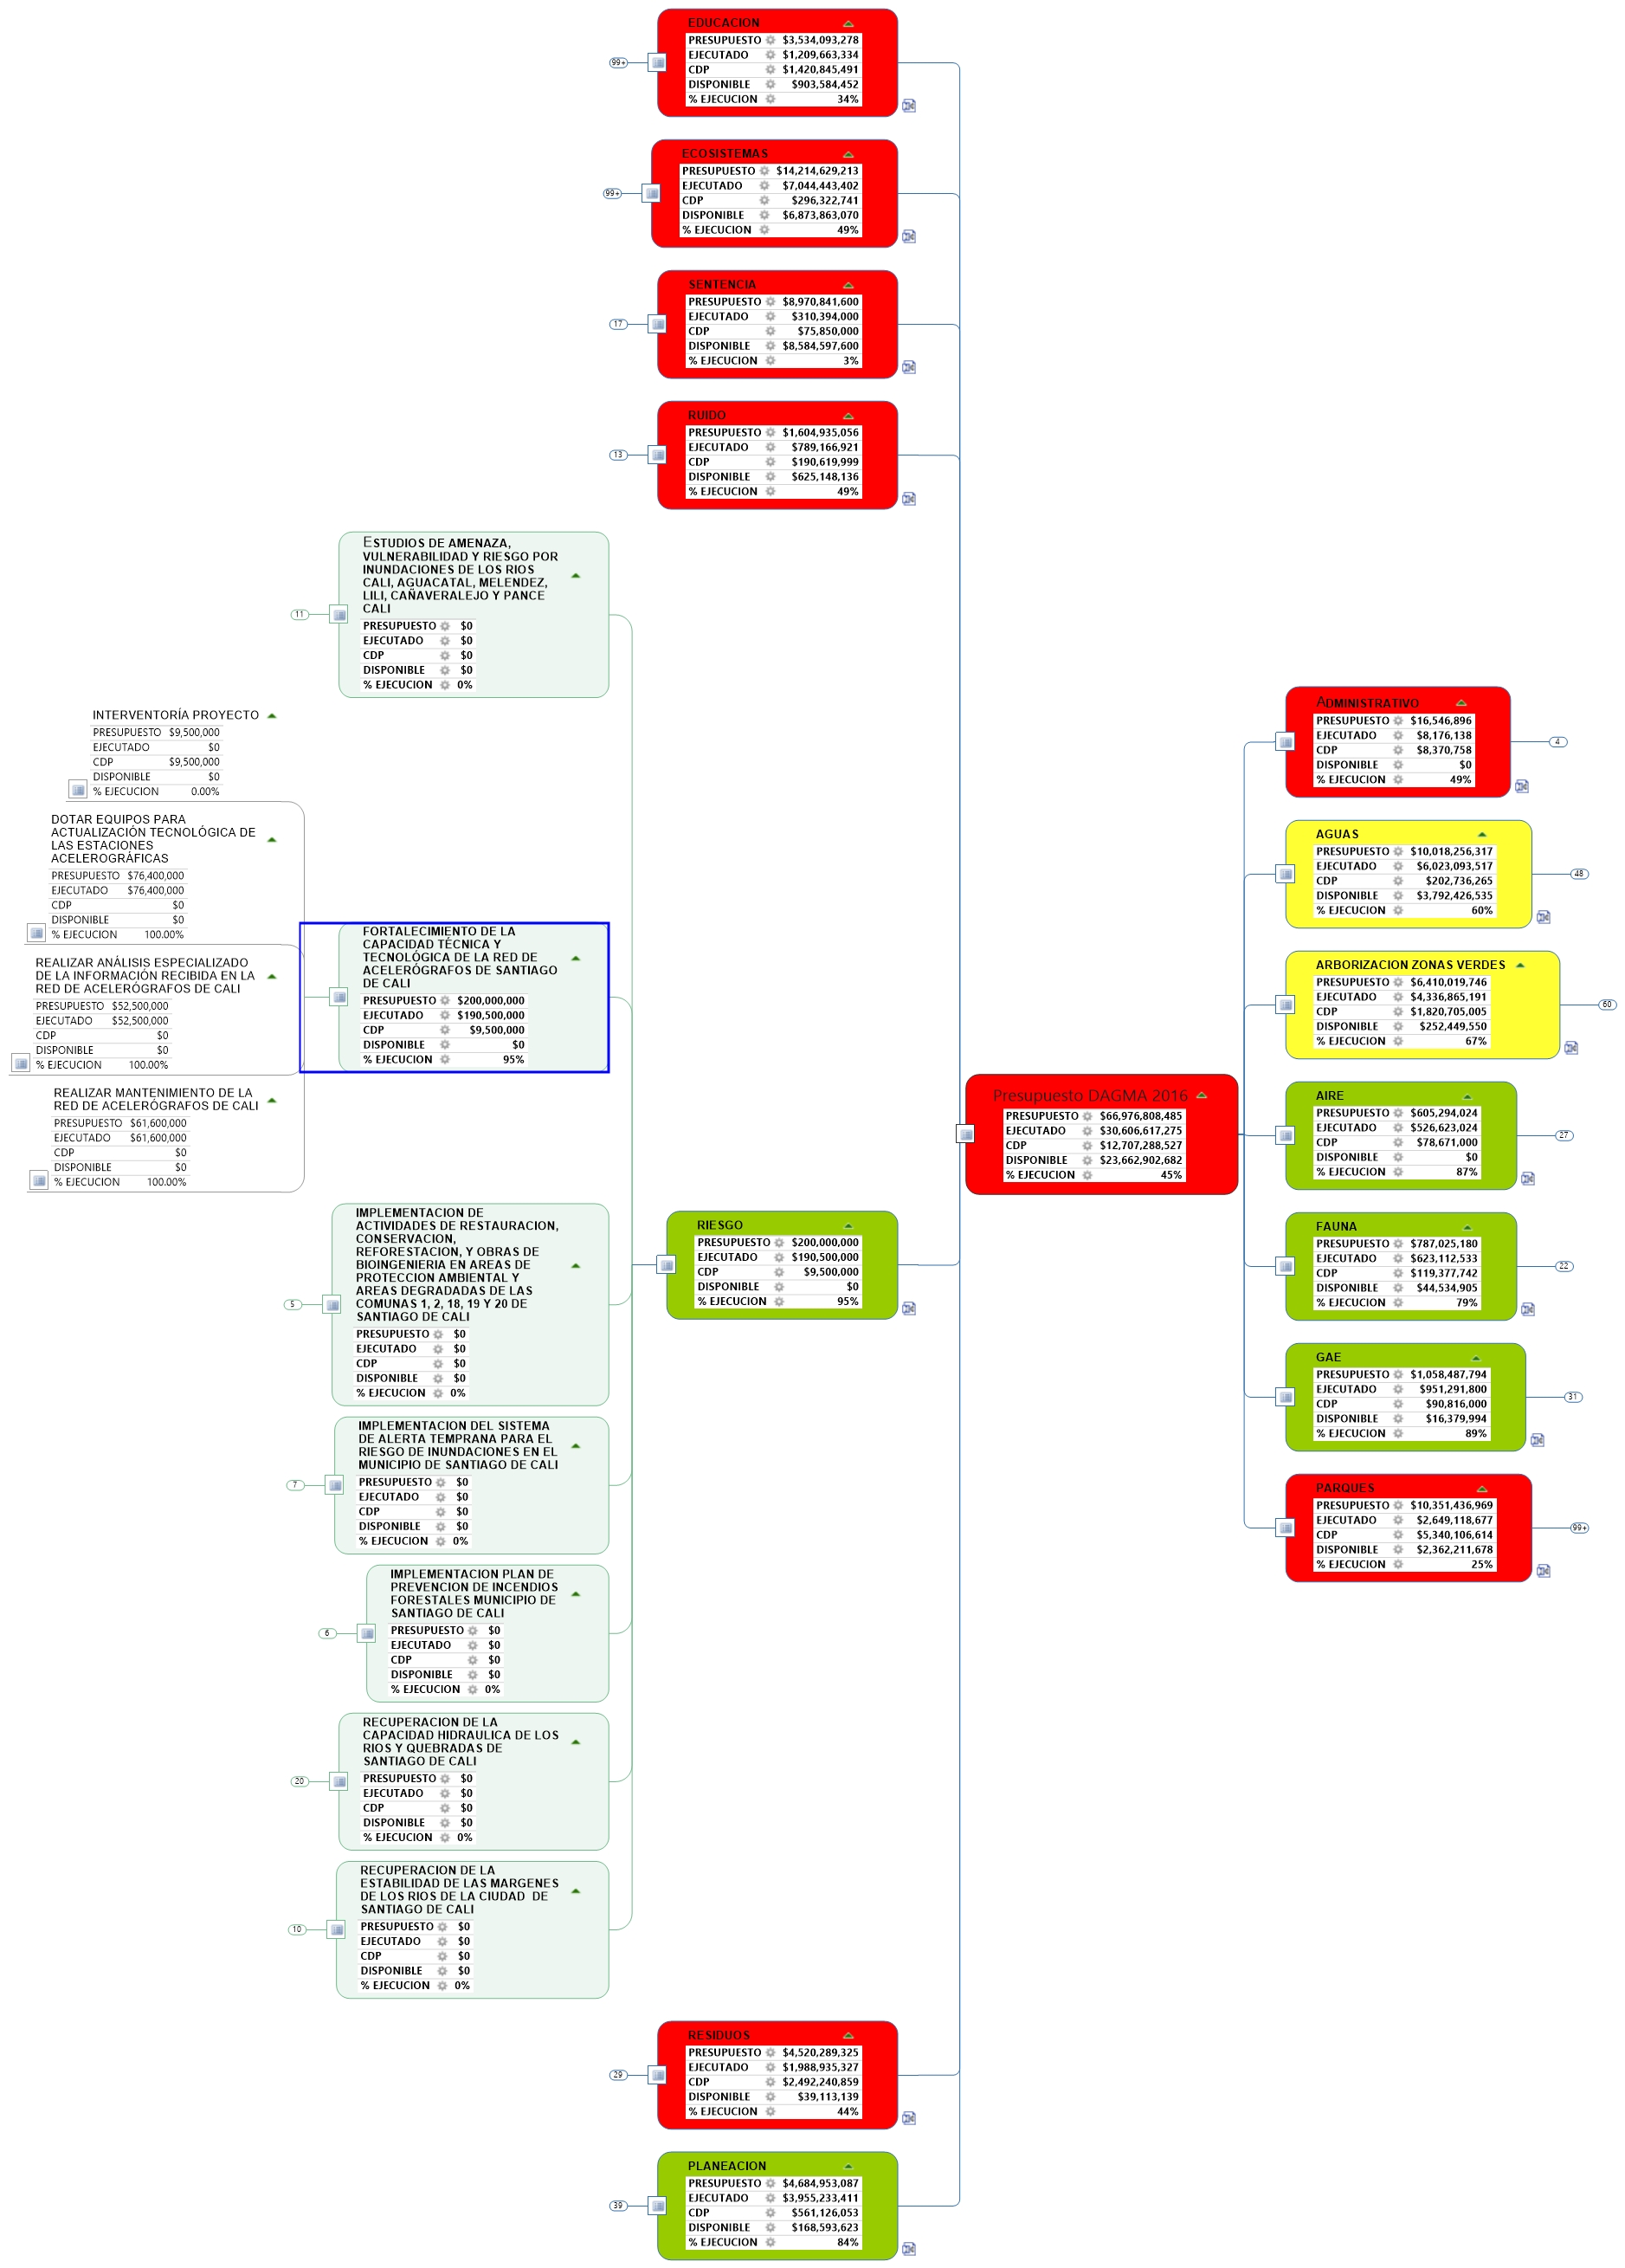 EDUCACION
PRESUPUESTO $3,534,093,278
EJECUTADO $1,209,663,334
CDP $1,420,845,491
DISPONIBLE $903,584,452
% EJECUCION 34%
99+
ECOSISTEMAS
PRESUPUESTO $14,214,629,213
EJECUTADO $7,044,443,402
CDP $296,322,741
DISPONIBLE $6,873,863,070
% EJECUCION 49%
99+
SENTENCIA
PRESUPUESTO $8,970,841,600
EJECUTADO $310,394,000
CDP $75,850,000
DISPONIBLE $8,584,597,600
% EJECUCION 3%
17
RUIDO
PRESUPUESTO $1,604,935,056
EJECUTADO $789,166,921
CDP $190,619,999
DISPONIBLE $625,148,136
% EJECUCION 49%
13
ESTUDIOS DE AMENAZA,
VULNERABILIDAD Y RIESGO POR
INUNDACIONES DE LOS RIOS
CALI, AGUACATAL, MELENDEZ,
LILI, CAÑAVERALEJO Y PANCE
CALI
PRESUPUESTO $0
EJECUTADO $0
CDP $0
DISPONIBLE $0
% EJECUCION 0%
11
INTERVENTORÍA PROYECTO
PRESUPUESTO $9,500,000
EJECUTADO $0
CDP $9,500,000
DISPONIBLE $0
% EJECUCION 0.00%
DOTAR EQUIPOS PARA
ACTUALIZACIÓN TECNOLÓGICA DE
LAS ESTACIONES
ACELEROGRÁFICAS
PRESUPUESTO $76,400,000
EJECUTADO $76,400,000
CDP $0
DISPONIBLE $0
% EJECUCION 100.00%
REALIZAR ANÁLISIS ESPECIALIZADO
DE LA INFORMACIÓN RECIBIDA EN LA
RED DE ACELERÓGRAFOS DE CALI
PRESUPUESTO $52,500,000
EJECUTADO $52,500,000
CDP $0
DISPONIBLE $0
% EJECUCION 100.00%
REALIZAR MANTENIMIENTO DE LA
RED DE ACELERÓGRAFOS DE CALI
PRESUPUESTO $61,600,000
EJECUTADO $61,600,000
CDP $0
DISPONIBLE $0
% EJECUCION 100.00%
FORTALECIMIENTO DE LA
CAPACIDAD TÉCNICA Y
TECNOLÓGICA DE LA RED DE
ACELERÓGRAFOS DE SANTIAGO
DE CALI
PRESUPUESTO $200,000,000
EJECUTADO $190,500,000
CDP $9,500,000
DISPONIBLE $0
% EJECUCION 95%
IMPLEMENTACION DE
ACTIVIDADES DE RESTAURACION,
CONSERVACION,
REFORESTACION, Y OBRAS DE
BIOINGENIERIA EN AREAS DE
PROTECCION AMBIENTAL Y
AREAS DEGRADADAS DE LAS
COMUNAS 1, 2, 18, 19 Y 20 DE
SANTIAGO DE CALI
PRESUPUESTO $0
EJECUTADO $0
CDP $0
DISPONIBLE $0
% EJECUCION 0%
5
IMPLEMENTACION DEL SISTEMA
DE ALERTA TEMPRANA PARA EL
RIESGO DE INUNDACIONES EN EL
MUNICIPIO DE SANTIAGO DE CALI
PRESUPUESTO $0
EJECUTADO $0
CDP $0
DISPONIBLE $0
% EJECUCION 0%
7
IMPLEMENTACION PLAN DE
PREVENCION DE INCENDIOS
FORESTALES MUNICIPIO DE
SANTIAGO DE CALI
PRESUPUESTO $0
EJECUTADO $0
CDP $0
DISPONIBLE $0
% EJECUCION 0%
6
RECUPERACION DE LA
CAPACIDAD HIDRAULICA DE LOS
RIOS Y QUEBRADAS DE
SANTIAGO DE CALI
PRESUPUESTO $0
EJECUTADO $0
CDP $0
DISPONIBLE $0
% EJECUCION 0%
20
RECUPERACION DE LA
ESTABILIDAD DE LAS MARGENES
DE LOS RIOS DE LA CIUDAD DE
SANTIAGO DE CALI
PRESUPUESTO $0
EJECUTADO $0
CDP $0
DISPONIBLE $0
% EJECUCION 0%
10
RIESGO
PRESUPUESTO $200,000,000
EJECUTADO $190,500,000
CDP $9,500,000
DISPONIBLE $0
% EJECUCION 95%
RESIDUOS
PRESUPUESTO $4,520,289,325
EJECUTADO $1,988,935,327
CDP $2,492,240,859
DISPONIBLE $39,113,139
% EJECUCION 44%
29
PLANEACION
PRESUPUESTO $4,684,953,087
EJECUTADO $3,955,233,411
CDP $561,126,053
DISPONIBLE $168,593,623
% EJECUCION 84%
39
Presupuesto DAGMA 2016
PRESUPUESTO $66,976,808,485
EJECUTADO $30,606,617,275
CDP $12,707,288,527
DISPONIBLE $23,662,902,682
% EJECUCION 45%
ADMINISTRATIVO
PRESUPUESTO $16,546,896
EJECUTADO $8,176,138
CDP $8,370,758
DISPONIBLE $0
% EJECUCION 49%
4
AGUAS
PRESUPUESTO $10,018,256,317
EJECUTADO $6,023,093,517
CDP $202,736,265
DISPONIBLE $3,792,426,535
% EJECUCION 60%
48
ARBORIZACION ZONAS VERDES
PRESUPUESTO $6,410,019,746
EJECUTADO $4,336,865,191
CDP $1,820,705,005
DISPONIBLE $252,449,550
% EJECUCION 67%
60
AIRE
PRESUPUESTO $605,294,024
EJECUTADO $526,623,024
CDP $78,671,000
DISPONIBLE $0
% EJECUCION 87%
27
FAUNA
PRESUPUESTO $787,025,180
EJECUTADO $623,112,533
CDP $119,377,742
DISPONIBLE $44,534,905
% EJECUCION 79%
22
GAE
PRESUPUESTO $1,058,487,794
EJECUTADO $951,291,800
CDP $90,816,000
DISPONIBLE $16,379,994
% EJECUCION 89%
31
PARQUES
PRESUPUESTO $10,351,436,969
EJECUTADO $2,649,118,677
CDP $5,340,106,614
DISPONIBLE $2,362,211,678
% EJECUCION 25%
99+